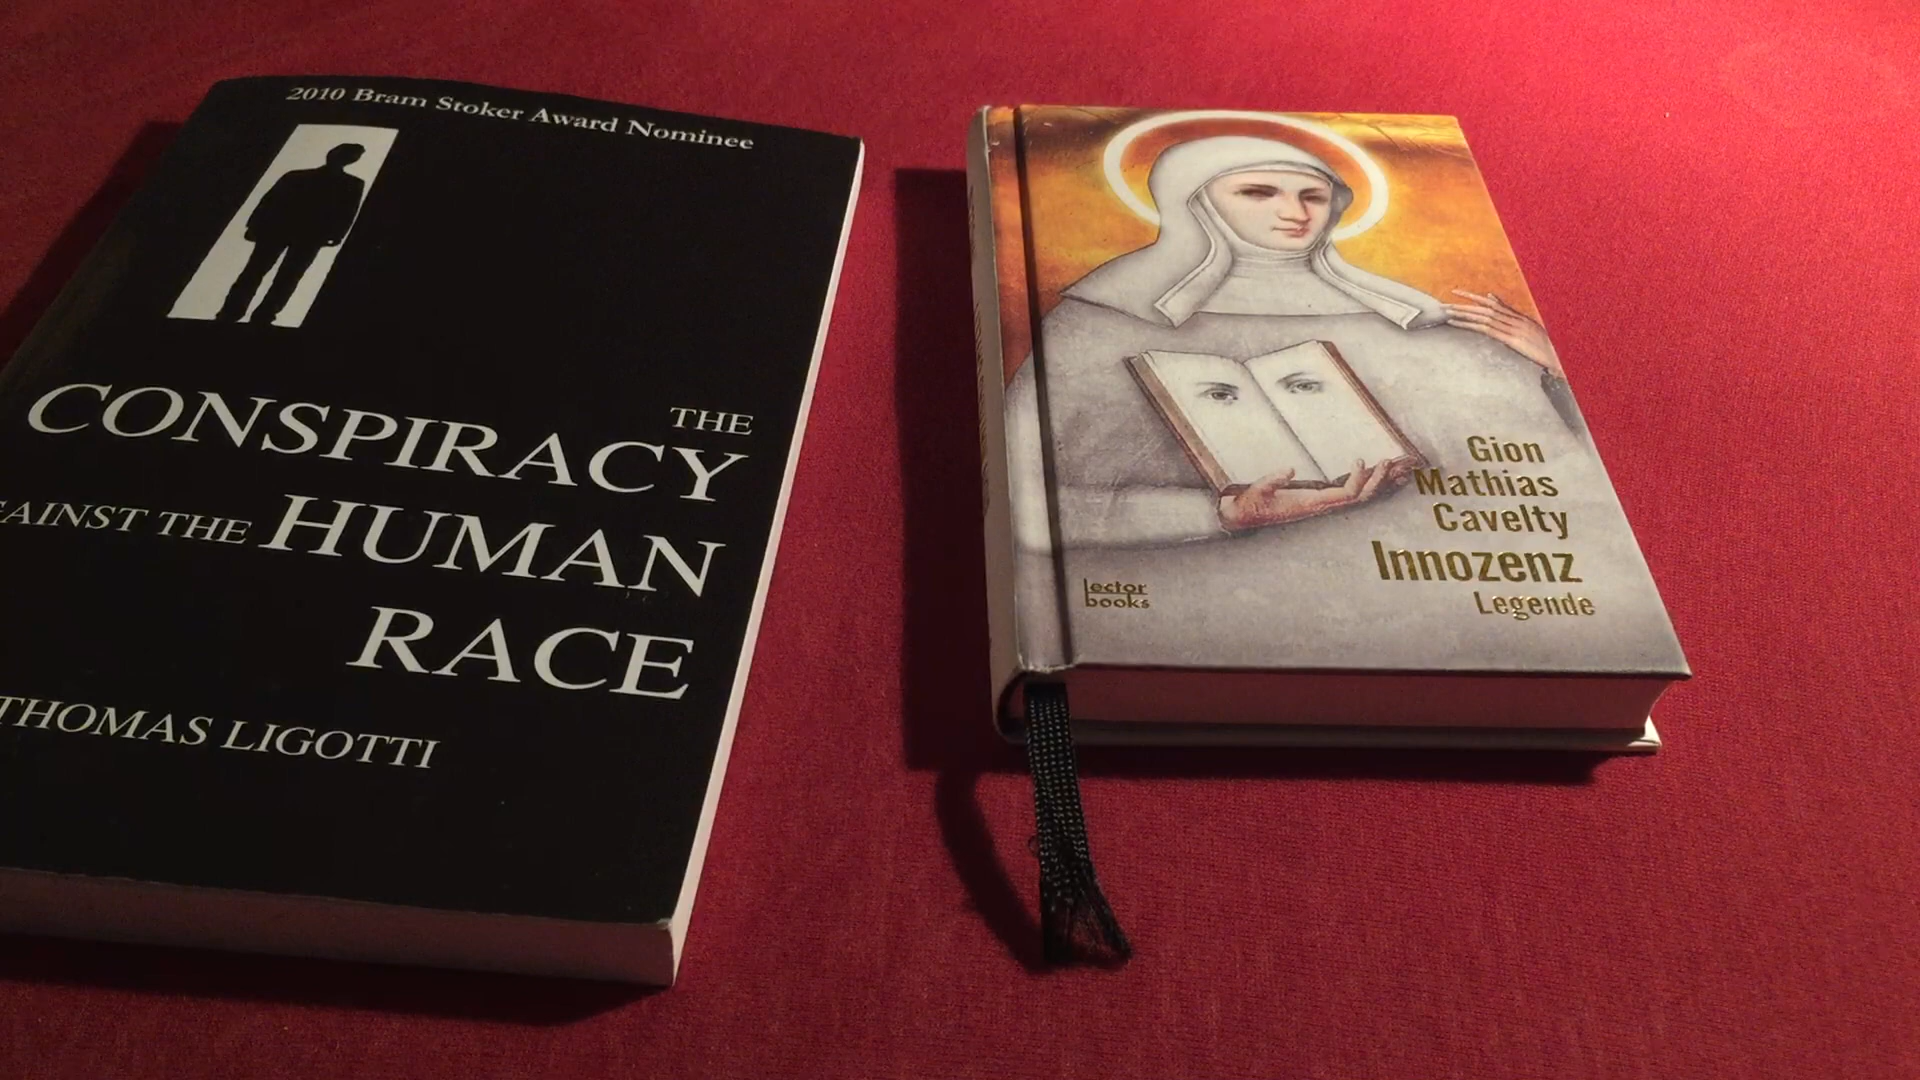 2010 Bram Stoker Award Nominee
THE
CONSPIRACY
AINST THE HUMAN
RACE
THOMAS LIGOTTI
Gion
Mathias
Cavelty
Innozenz
Legende
lector
books